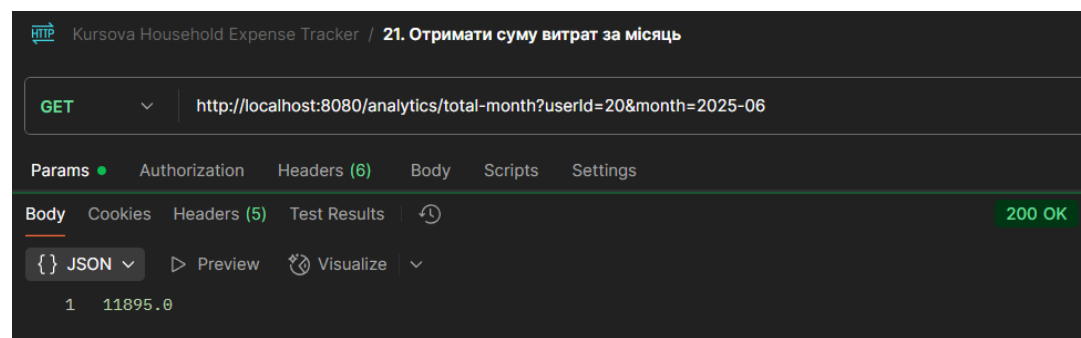 HTTP Kursova Household Expense Tracker / 21. Отримати суму витрат за місяць
GET http://localhost:8080/analytics/total-month?userId=20&month=2025-06
Params Authorization Headers (6) Body Scripts Settings
Body Cookies Headers (5) Test Results 200 OK
{} JSON Preview Visualize
1 11895.0